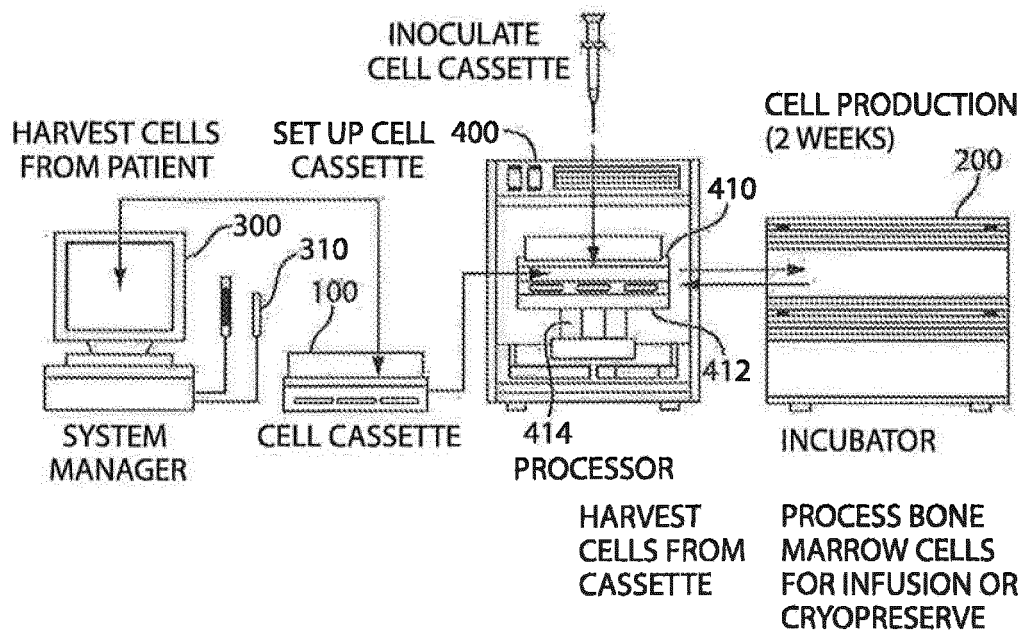 INOCULATE
CELL CASSETTE
CELL PRODUCTION
(2 WEEKS)
HARVEST CELLS
FROM PATIENT
SET UP CELL
CASSETTE
400
200
410
300
310
100
412
414
SYSTEM
MANAGER
CELL CASSETTE
PROCESSOR
INCUBATOR
HARVEST
CELLS FROM
CASSETTE
PROCESS BONE
MARROW CELLS
FOR INFUSION OR
CRYOPRESERVE